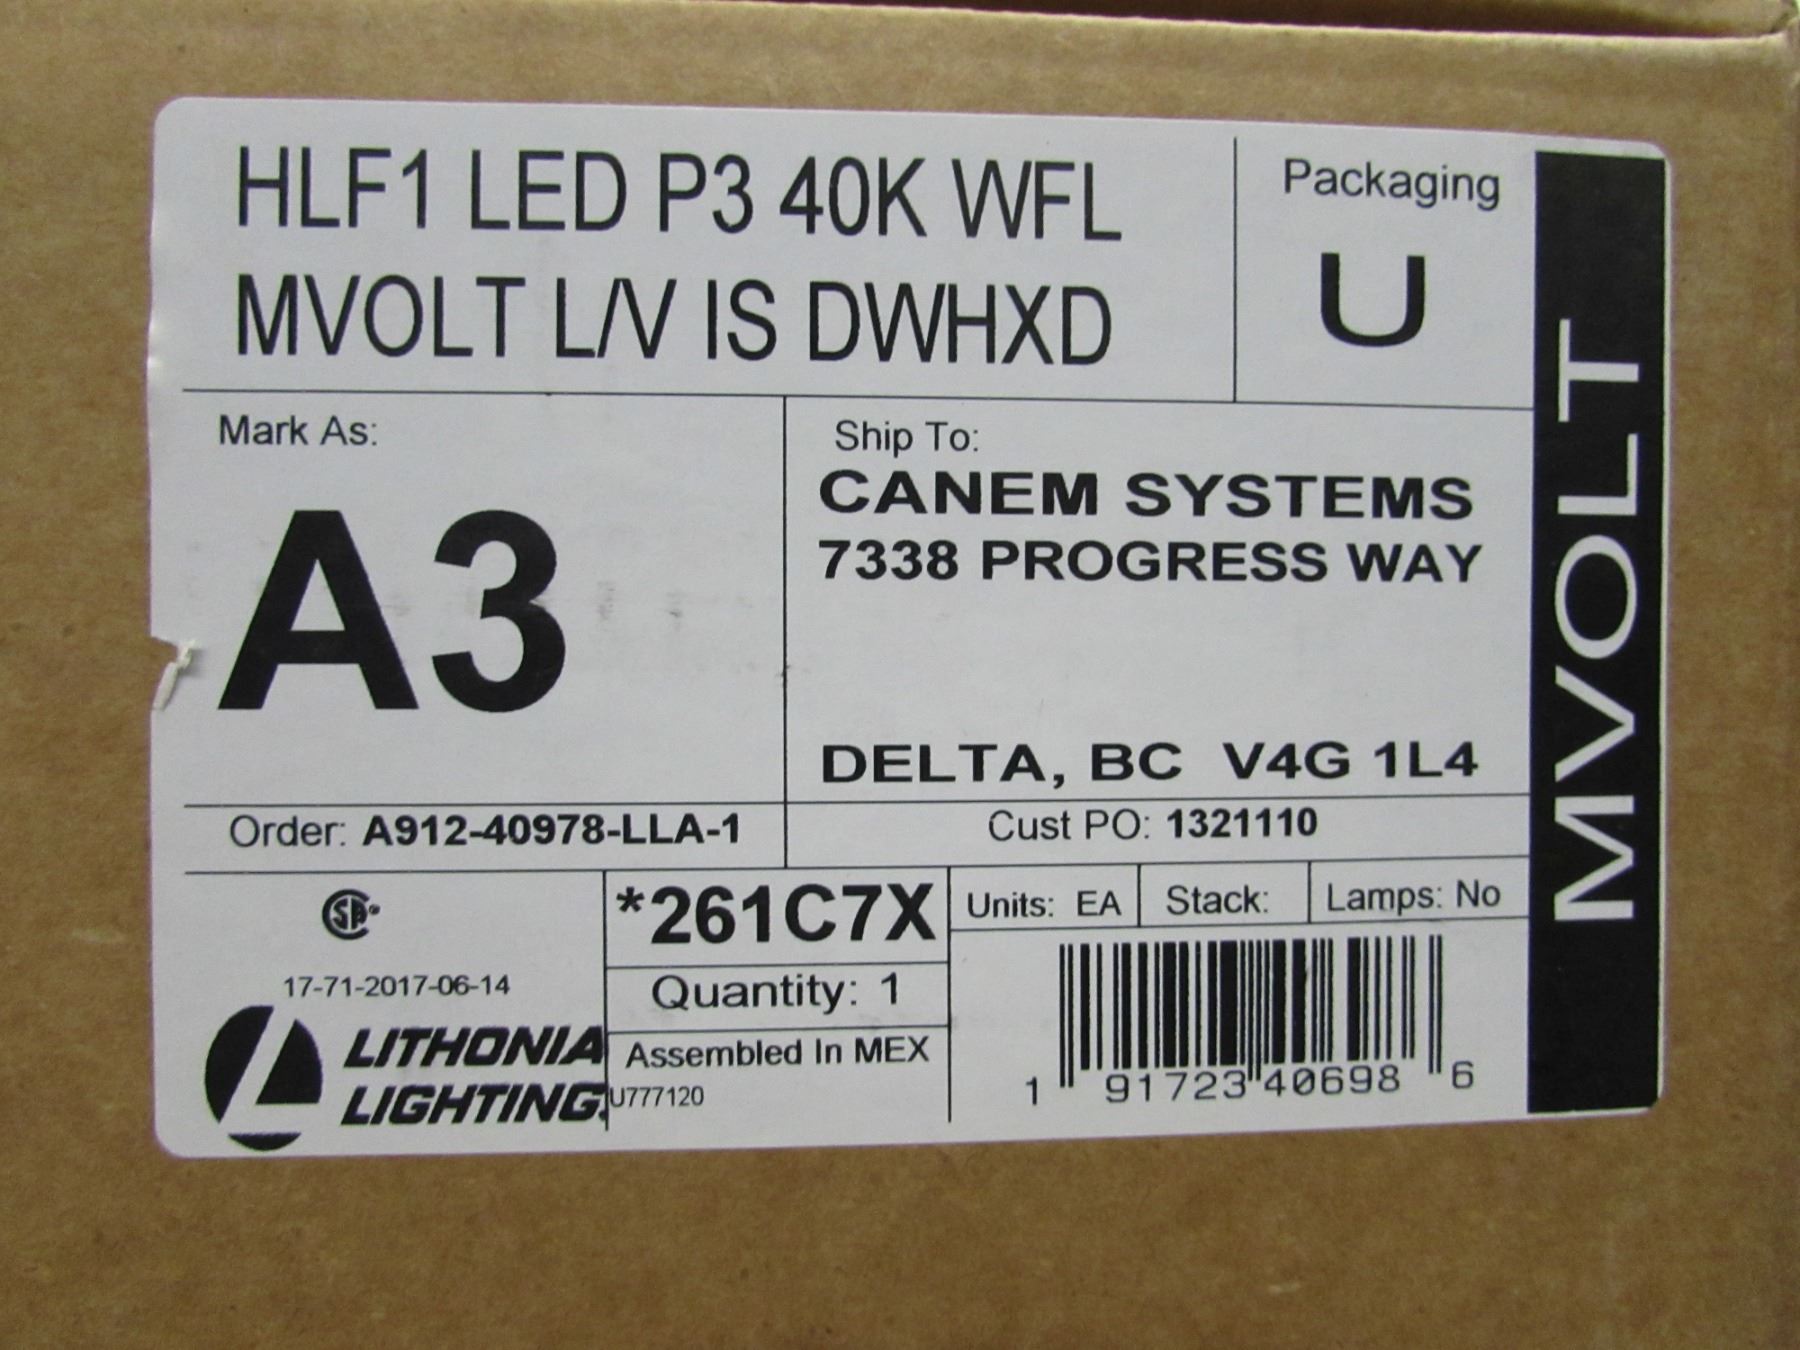 HLF1 LED P3 40K WFL
MVOLT L/V IS DWHXD
Packaging
U
MVOLT
Mark As:
A3
Ship To:
CANEM SYSTEMS
7338 PROGRESS WAY
DELTA, BC V4G 1L4
Order: A912-40978-LLA-1
Cust PO: 1321110
SA
17-71-2017-06-14
LITHONIA
LIGHTING
*261C7X
Quantity: 1
Assembled In MEX
U777120
Units: EA
Stack:
Lamps: No
1 91723 40698 6